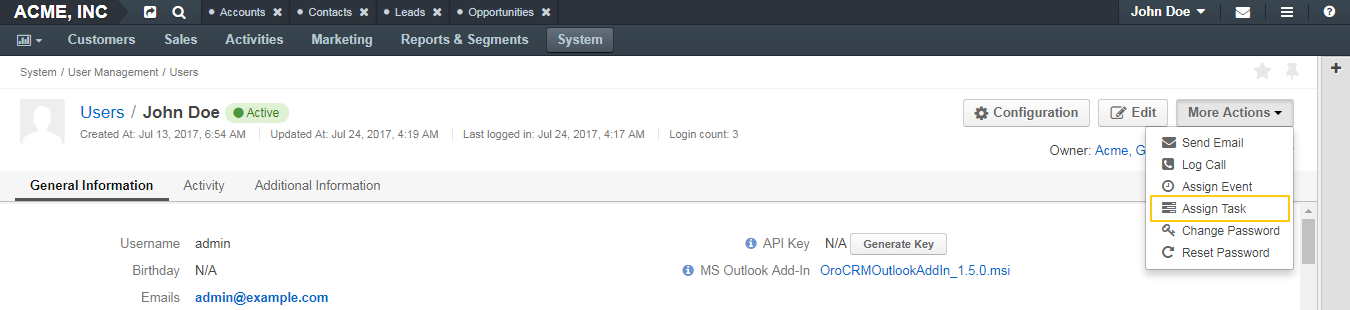 ACME, INC • Accounts ✖ • Contacts ✖ • Leads ✖ • Opportunities ✖ John Doe
Customers Sales Activities Marketing Reports & Segments System
System / User Management / Users
Users / John Doe Active
Configuration Edit More Actions
Created At: Jul 13, 2017, 6:54 AM Updated At: Jul 24, 2017, 4:19 AM Last logged in: Jul 24, 2017, 4:17 AM Login count: 3
Owner: Acme, G
Send Email
Log Call
Assign Event
Assign Task
Change Password
Reset Password
General Information Activity Additional Information
Username admin
Birthday N/A
Emails admin@example.com
API Key N/A Generate Key
MS Outlook Add-In OroCRMOutlookAddIn_1.5.0.msi